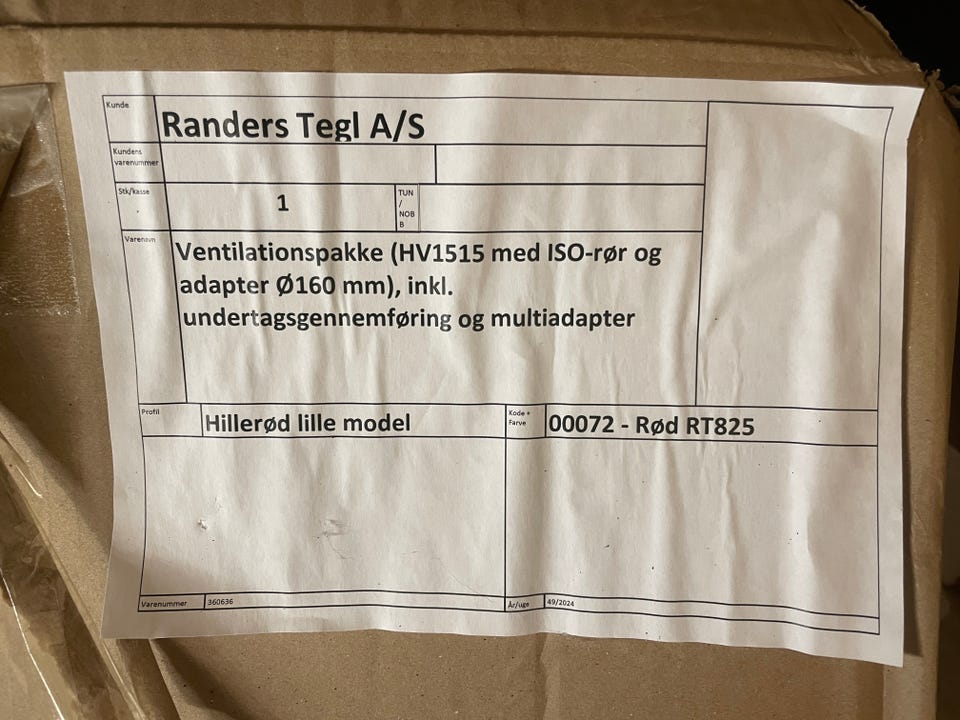 Kunde
Randers Tegl A/S
Kundens
varenummer
Stk/kasse
1
TUN
/
NOB
B
Varenavn
Ventilationspakke (HV1515 med ISO-rør og
adapter Ø160 mm), inkl.
undertagsgennemføring og multiadapter
Profil
Hillerød lille model
Kode +
Farve
00072 - Rød RT825
Varenummer
360636
År/uge
49/2024